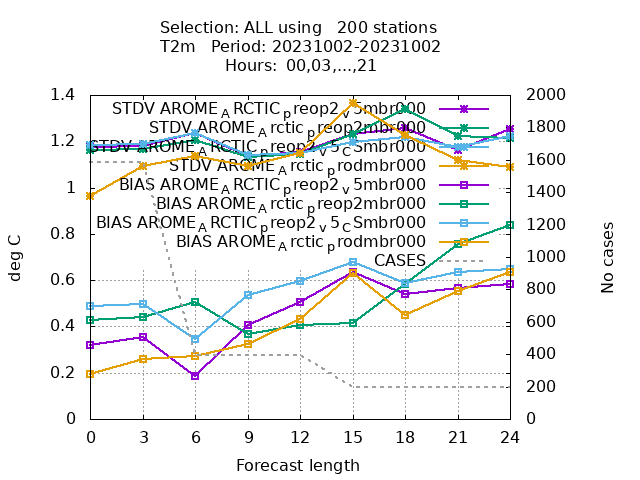 Selection: ALL using   200 stations
T2m   Period: 20231002-20231002
Hours:  00,03,...,21
1.4
1.2
1
0.8
0.6
0.4
0.2
0
deg C
2000
1800
1600
1400
1200
1000
800
600
400
200
0
No cases
STDV AROME_ARCTIC_preop2_v5mbr000
STDV AROME_Arctic_preop2mbr000
STDV AROME_ARCTIC_preop2_v5_CSmbr000
STDV AROME_Arctic_prodmbr000
BIAS AROME_ARCTIC_preop2_v5mbr000
BIAS AROME_Arctic_preop2mbr000
BIAS AROME_ARCTIC_preop2_v5_CSmbr000
BIAS AROME_Arctic_prodmbr000
CASES
0 3 6 9 12 15 18 21 24
Forecast length